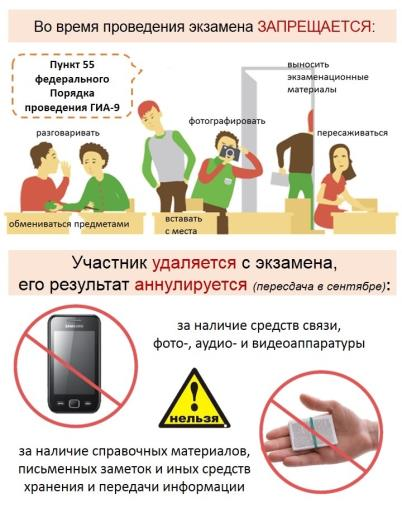 Во время проведения экзамена ЗАПРЕЩАЕТСЯ:
Пункт 55
федерального
Порядка
проведения ГИА-9
выносить
экзаменационные
материалы
фотографировать
разговаривать
пересаживаться
обмениваться предметами
вставать
с места
Участник удаляется с экзамена,
его результат аннулируется (пересдача в сентябре):
SAMSUNG
за наличие средств связи,
фото-, аудио- и видеоаппаратуры
нельзя
за наличие справочных материалов,
письменных заметок и иных средств
хранения и передачи информации